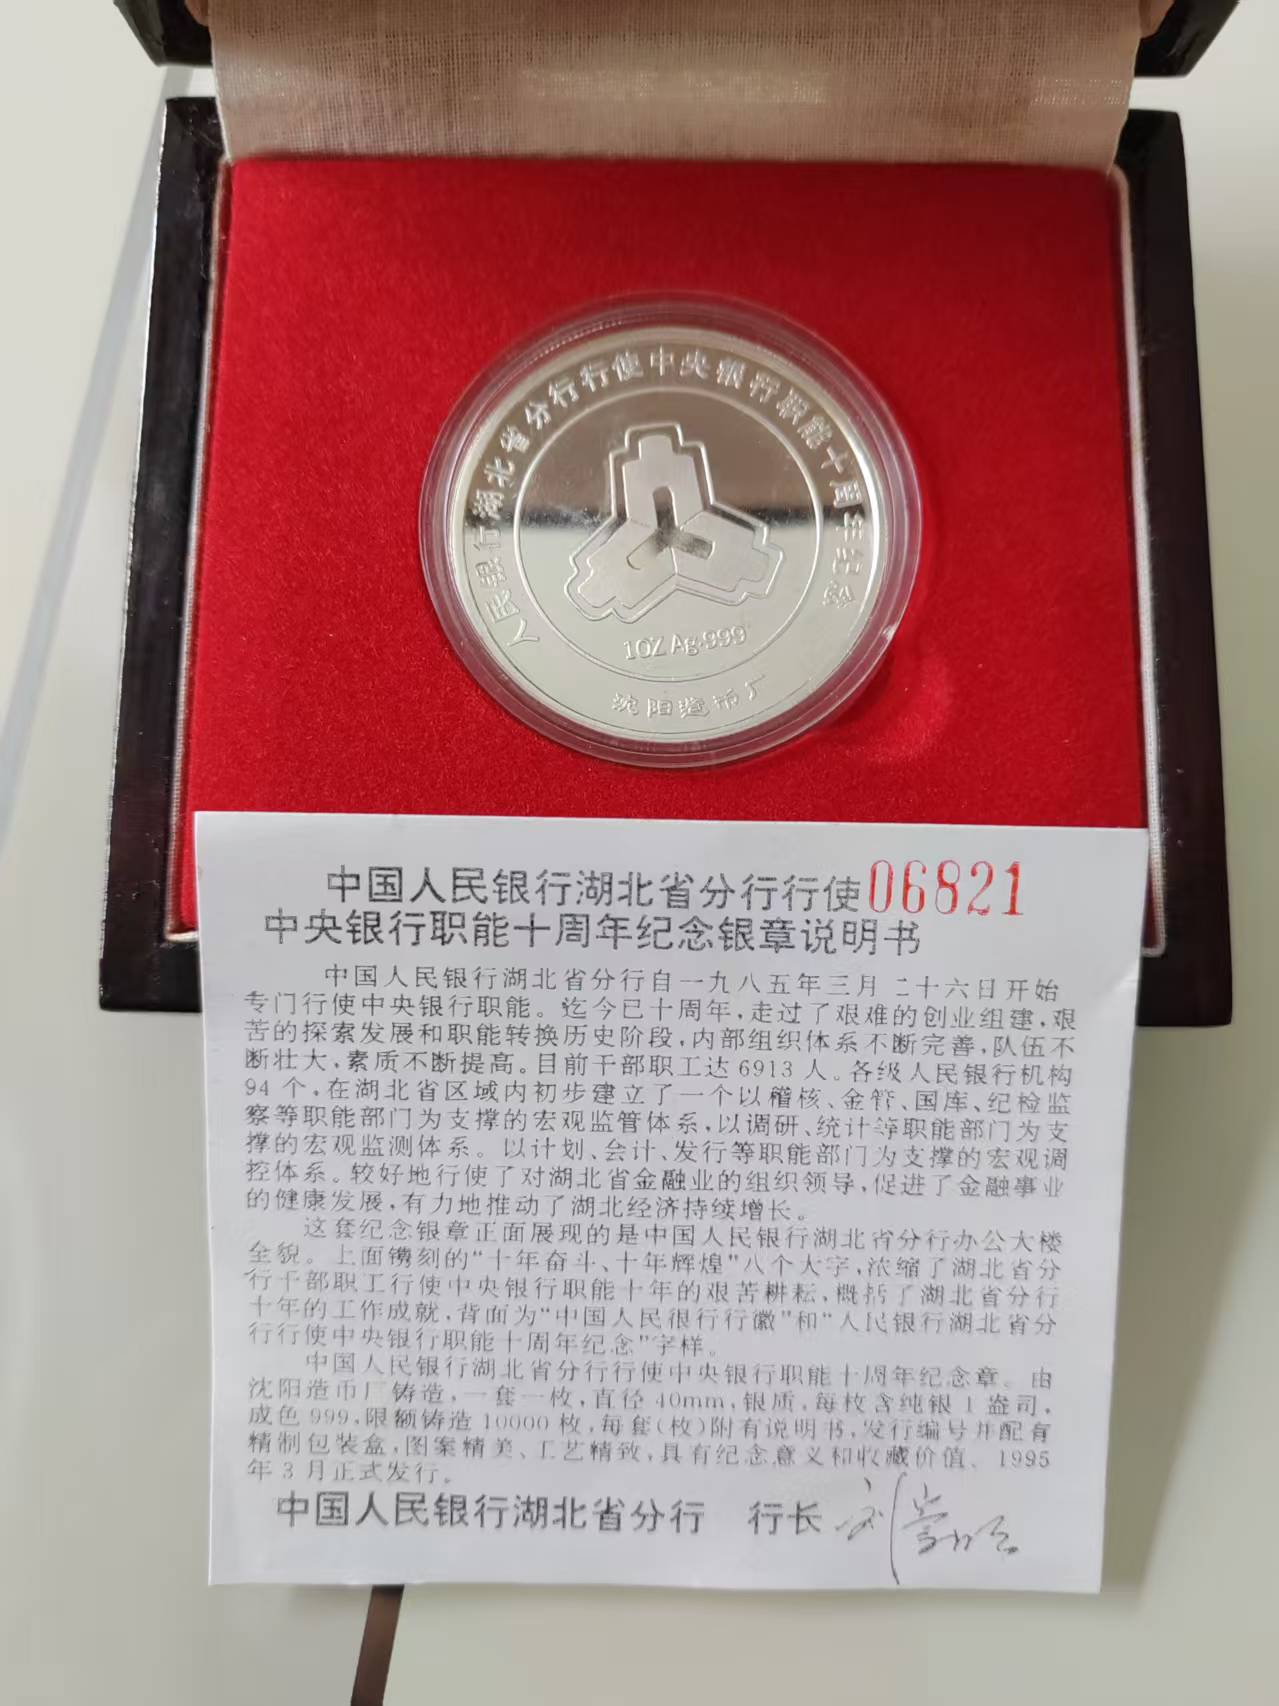 人民银行湖北省分行行使中央银行职能十周年纪念
1OZ Ag·999
沈阳造币厂
中国人民银行湖北省分行行使06821
中央银行职能十周年纪念银章说明书
中国人民银行湖北省分行自一九八五年三月二十六日开始
专门行使中央银行职能。迄今已十周年,走过了艰难的创业组建,艰
苦的探索发展和职能转换历史阶段,内部组织体系不断完善,队伍不
断壮大,素质不断提高。目前干部职工达6913人。各级人民银行机构
94个,在湖北省区域内初步建立了一个以稽核、金管、国库、纪检监
察等职能部门为支撑的宏观监管体系,以调研、统计等职能部门为支
撑的宏观监测体系。以计划、会计、发行等职能部门为支撑的宏观调
控体系。较好地行使了对湖北省金融业的组织领导,促进了金融事业
的健康发展,有力地推动了湖北经济持续增长。
这套纪念银章正面展现的是中国人民银行湖北省分行办公大楼
全貌。上面镌刻的“十年奋斗、十年辉煌”八个大字,浓缩了湖北省分
行干部职工行使中央银行职能十年的艰苦耕耘,概括了湖北省分行
十年的工作成就,背面为“中国人民很行行徽”和“人民银行湖北省分
行行使中央银行职能十周年纪念”字样。
中国人民银行湖北省分行行使中央银行职能十周年纪念章。由
沈阳造币厂铸造,一套一枚,直径40mm,银质,每枚含纯银1盎司,
成色999,限额铸造10000枚,每套(枚)附有说明书,发行编号并配有
精制包装盒,图案精美、工艺精致,具有纪念意义和收藏价值、1995
年3月正式发行。
中国人民银行湖北省分行 行长